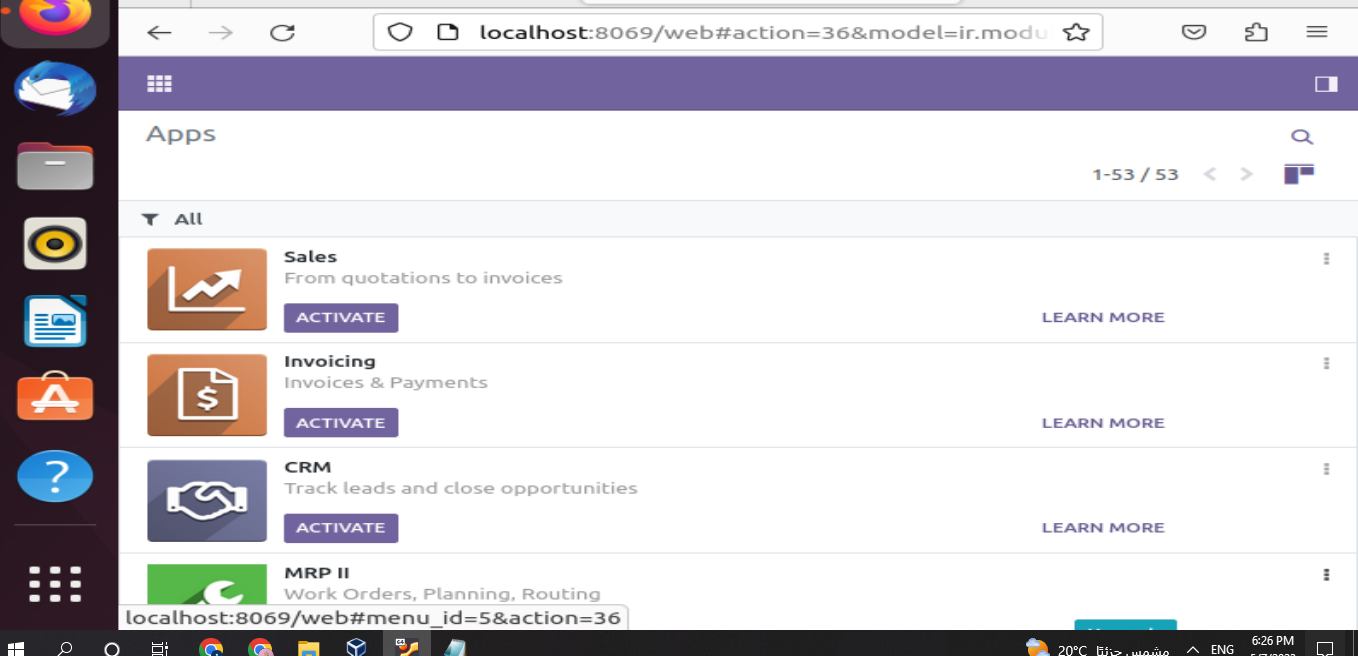 localhost:8069/web#action=36&model=ir.modu
Apps
1-53 / 53
All
Sales
From quotations to invoices
ACTIVATE
LEARN MORE
Invoicing
Invoices & Payments
ACTIVATE
LEARN MORE
CRM
Track leads and close opportunities
ACTIVATE
LEARN MORE
MRP II
Work Orders, Planning, Routing
localhost:8069/web#menu_id=5&action=36
20°C مشمس جزئيًا
ENG
6:26 PM